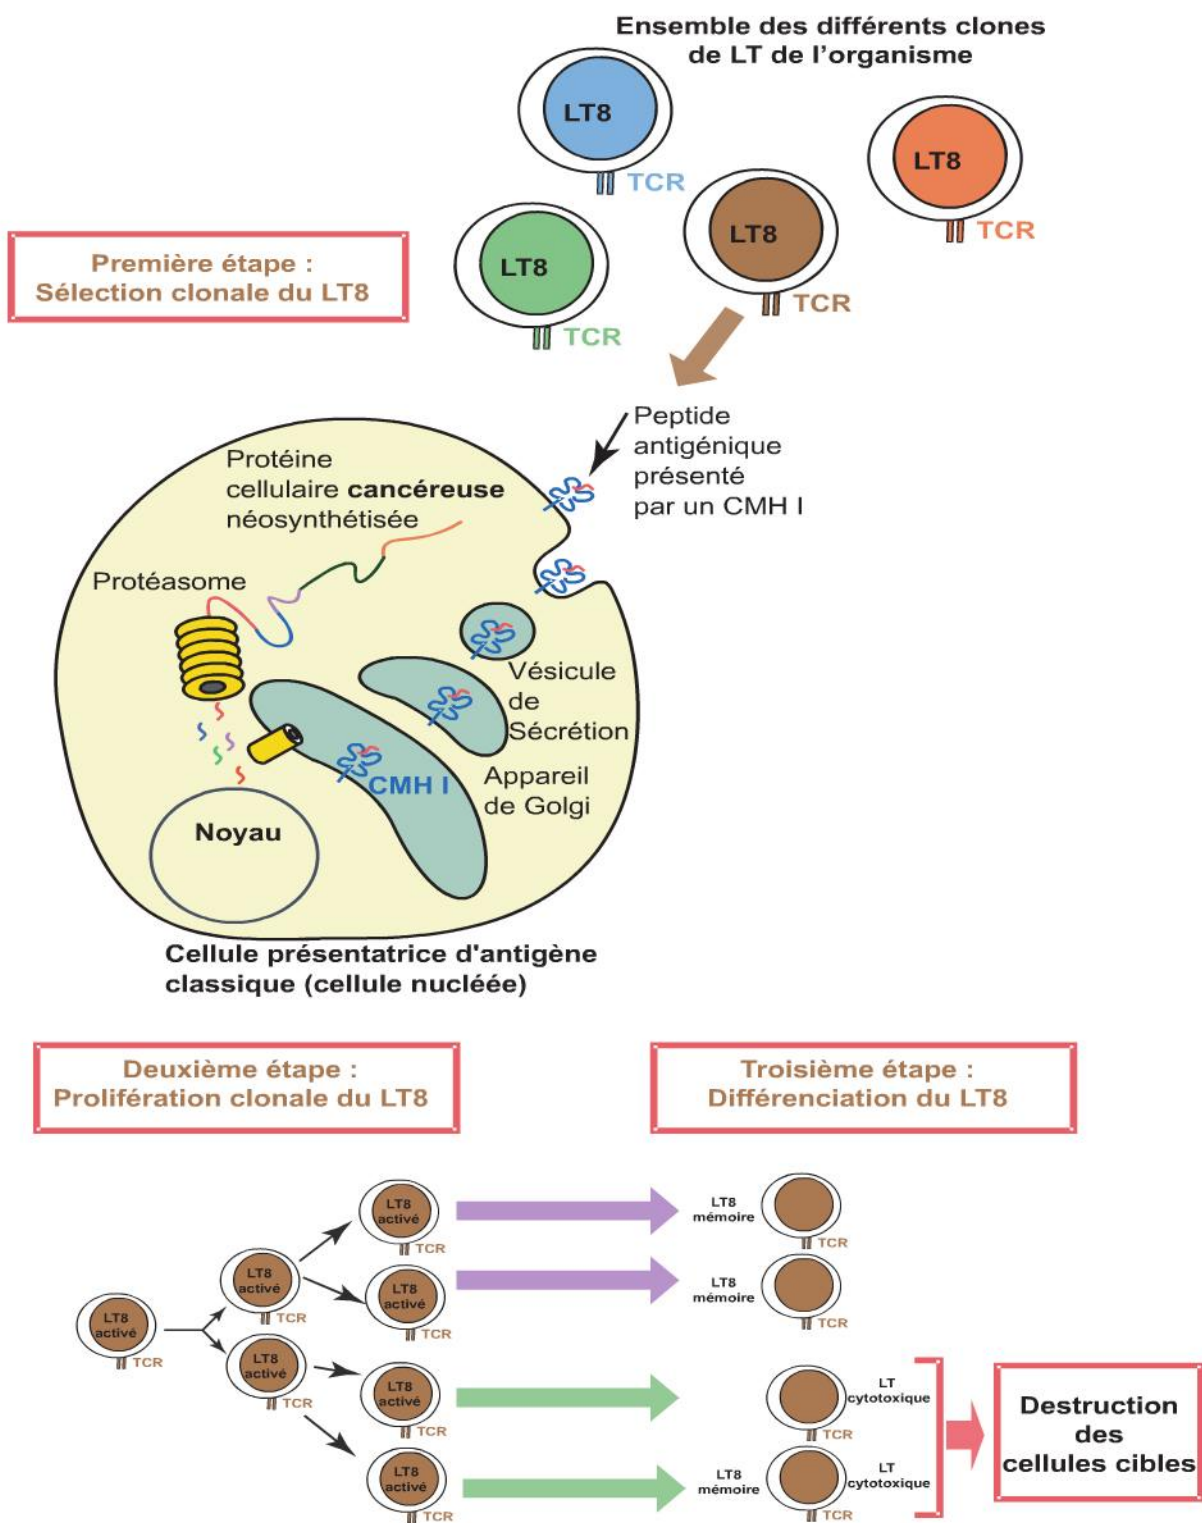 Ensemble des différents clones
de LT de l'organisme
LT8
TCR
LT8
TCR
LT8
TCR
LT8
TCR
Première étape :
Sélection clonale du LT8
Peptide
antigénique
présenté
par un CMH I
Protéine
cellulaire cancéreuse
néosynthétisée
Protéasome
Vésicule
de
Sécrétion
CMH I
Appareil
de Golgi
Noyau
Cellule présentatrice d'antigène
classique (cellule nucléée)
Deuxième étape :
Prolifération clonale du LT8
Troisième étape :
Différenciation du LT8
LT8
activé
TCR
LT8
activé
TCR
LT8
activé
TCR
LT8
activé
TCR
LT8
activé
TCR
LT8
activé
TCR
LT8
activé
TCR
LT8
mémoire
TCR
LT8
mémoire
TCR
LT
cytotoxique
TCR
LT8
mémoire
LT
cytotoxique
TCR
Destruction
des
cellules cibles